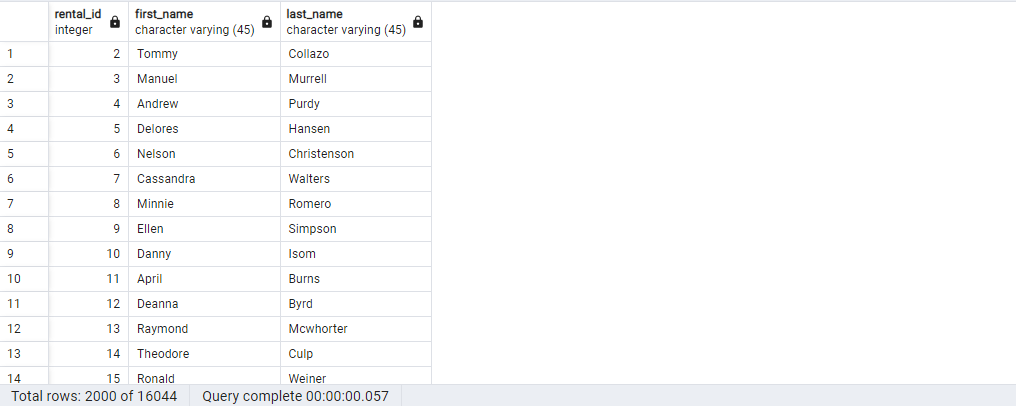 rental_id first_name last_name
integer character varying (45) character varying (45)
1 2 Tommy Collazo
2 3 Manuel Murrell
3 4 Andrew Purdy
4 5 Delores Hansen
5 6 Nelson Christenson
6 7 Cassandra Walters
7 8 Minnie Romero
8 9 Ellen Simpson
9 10 Danny Isom
10 11 April Burns
11 12 Deanna Byrd
12 13 Raymond Mcwhorter
13 14 Theodore Culp
14 15 Ronald Weiner
Total rows: 2000 of 16044 Query complete 00:00:00.057